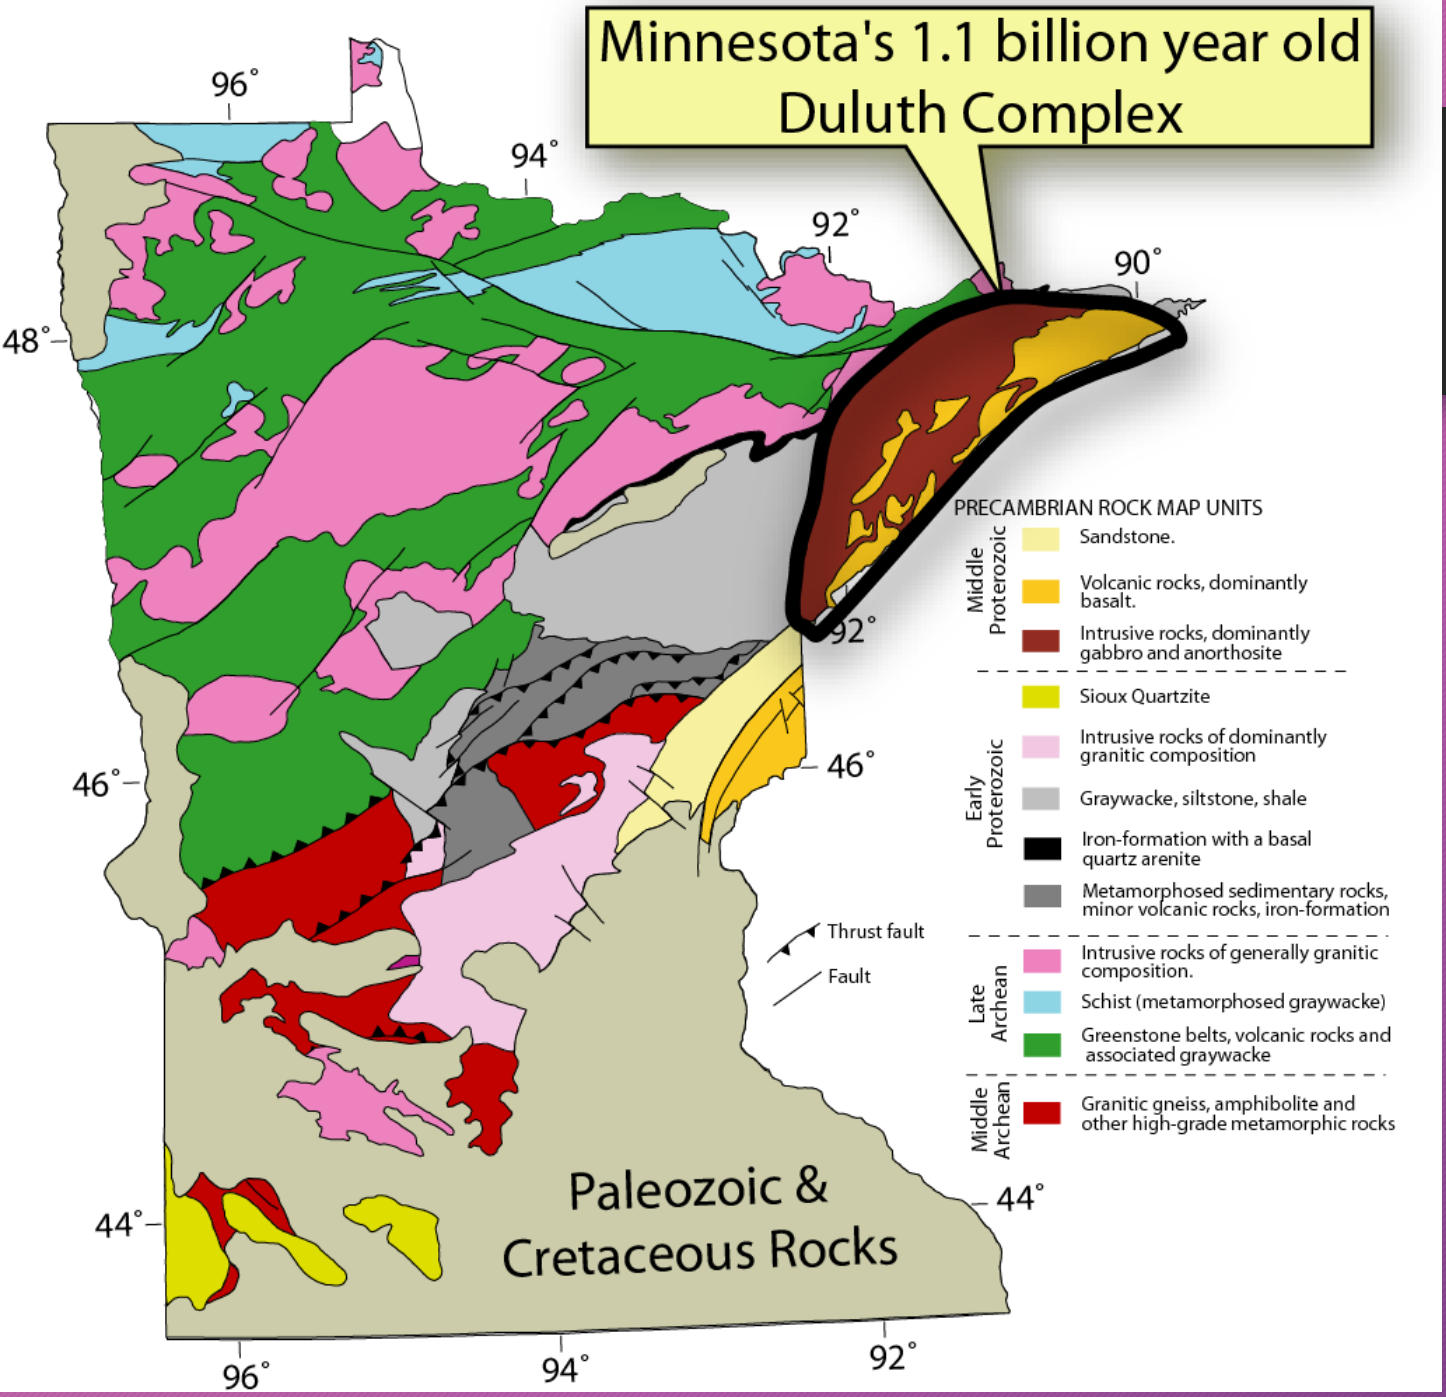 Minnesota's 1.1 billion year old
Duluth Complex
96°
94°
92°
90°
48°
PRECAMBRIAN ROCK MAP UNITS
Middle
Proterozoic
Sandstone.
Volcanic rocks, dominantly
basalt.
Intrusive rocks, dominantly
gabbro and anorthosite
92°
Early
Proterozoic
Sioux Quartzite
Intrusive rocks of dominantly
granitic composition
Graywacke, siltstone, shale
Iron-formation with a basal
quartz arenite
Metamorphosed sedimentary rocks,
minor volcanic rocks, iron-formation
46°
46°
Thrust fault
Fault
Late
Archean
Intrusive rocks of generally granitic
composition.
Schist (metamorphosed graywacke)
Greenstone belts, volcanic rocks and
associated graywacke
Middle
Archean
Granitic gneiss, amphibolite and
other high-grade metamorphic rocks
Paleozoic &
Cretaceous Rocks
44°
44°
96°
94°
92°